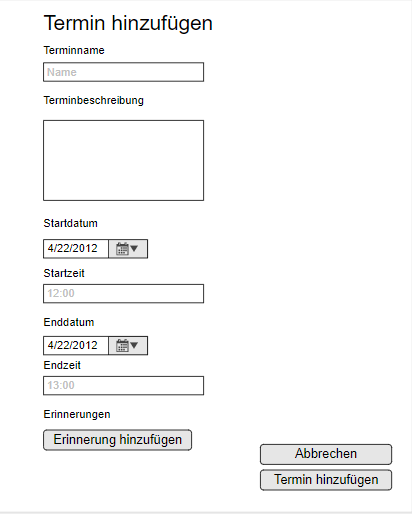 Termin hinzufügen
Terminname
Name
Terminbeschreibung
Startdatum
4/22/2012
Startzeit
12:00
Enddatum
4/22/2012
Endzeit
13:00
Erinnerungen
Erinnerung hinzufügen
Abbrechen
Termin hinzufügen